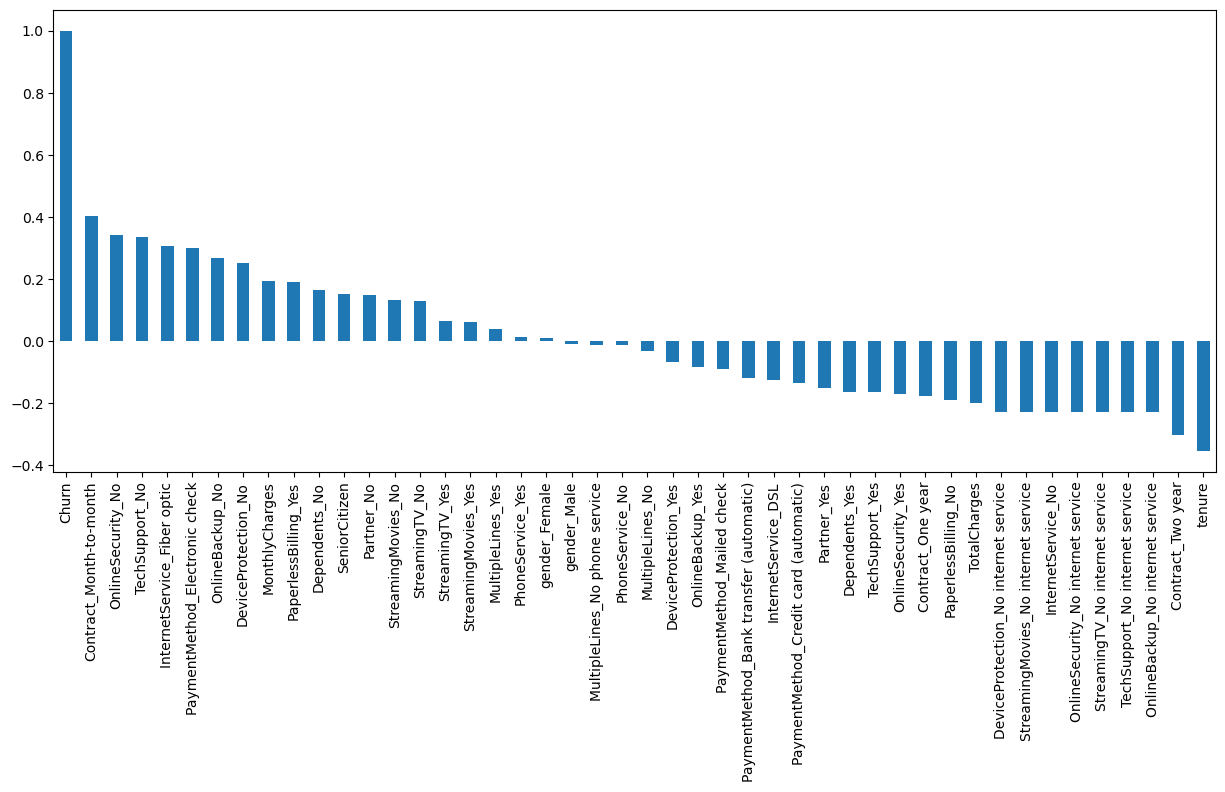 1.0
0.8
0.6
0.4
0.2
0.0
−0.2
−0.4
Churn
Contract_Month-to-month
OnlineSecurity_No
TechSupport_No
InternetService_Fiber optic
PaymentMethod_Electronic check
OnlineBackup_No
DeviceProtection_No
MonthlyCharges
PaperlessBilling_Yes
Dependents_No
SeniorCitizen
Partner_No
StreamingMovies_No
StreamingTV_No
StreamingTV_Yes
StreamingMovies_Yes
MultipleLines_Yes
PhoneService_Yes
gender_Female
gender_Male
MultipleLines_No phone service
PhoneService_No
MultipleLines_No
DeviceProtection_Yes
OnlineBackup_Yes
PaymentMethod_Mailed check
PaymentMethod_Bank transfer (automatic)
InternetService_DSL
PaymentMethod_Credit card (automatic)
Partner_Yes
Dependents_Yes
TechSupport_Yes
OnlineSecurity_Yes
Contract_One year
PaperlessBilling_No
TotalCharges
DeviceProtection_No internet service
StreamingMovies_No internet service
InternetService_No
OnlineSecurity_No internet service
StreamingTV_No internet service
TechSupport_No internet service
OnlineBackup_No internet service
Contract_Two year
tenure